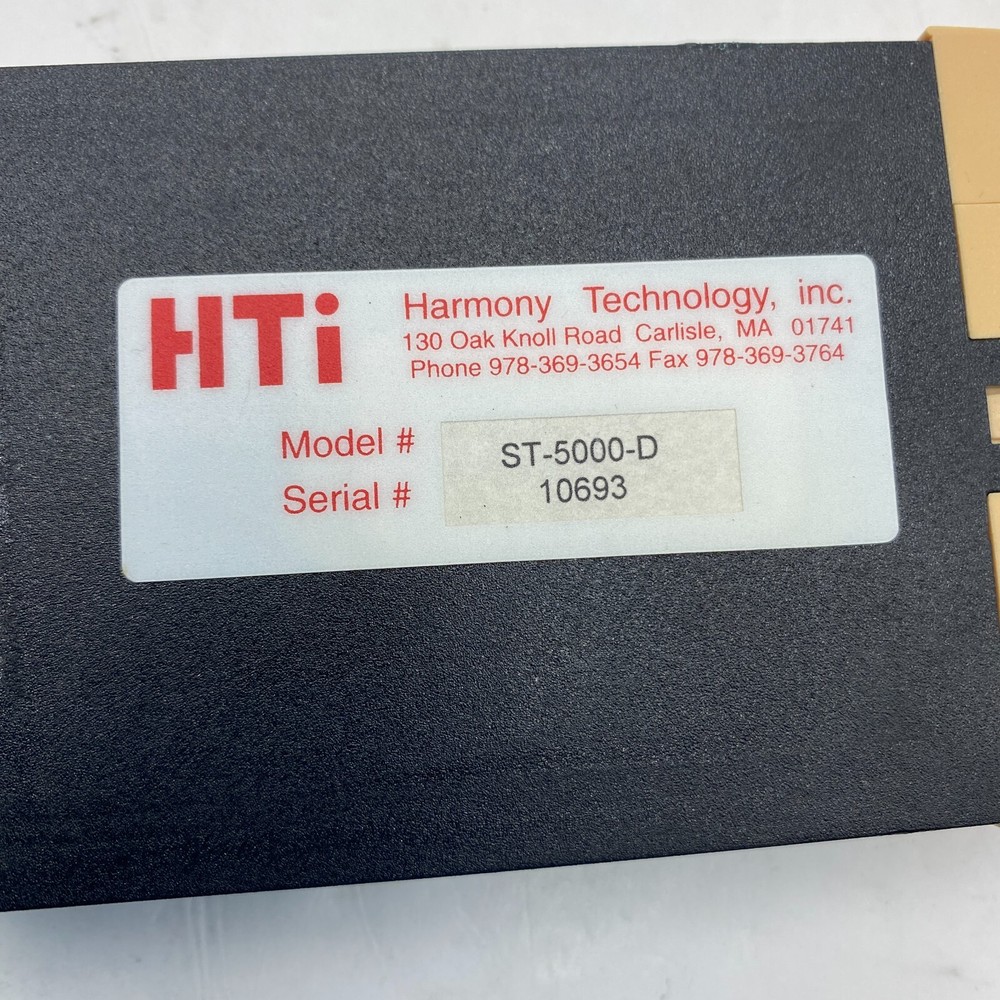 HTi
Harmony Technology, inc.
130 Oak Knoll Road Carlisle, MA 01741
Phone 978-369-3654 Fax 978-369-3764
Model # ST-5000-D
Serial # 10693